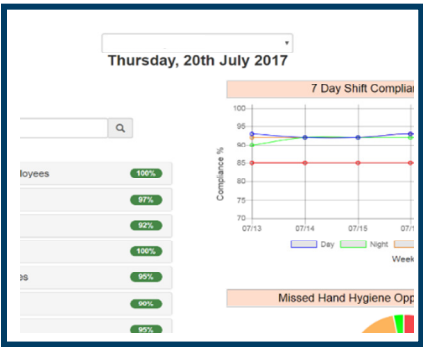 Thursday, 20th July 2017
7 Day Shift Complia
100
95
90
85
80
75
70
Compliance %
07/13
07/14
07/15
07/1
Day
Night
Week
loyees
100%
97%
92%
100%
es
95%
90%
95%
Missed Hand Hygiene Opp